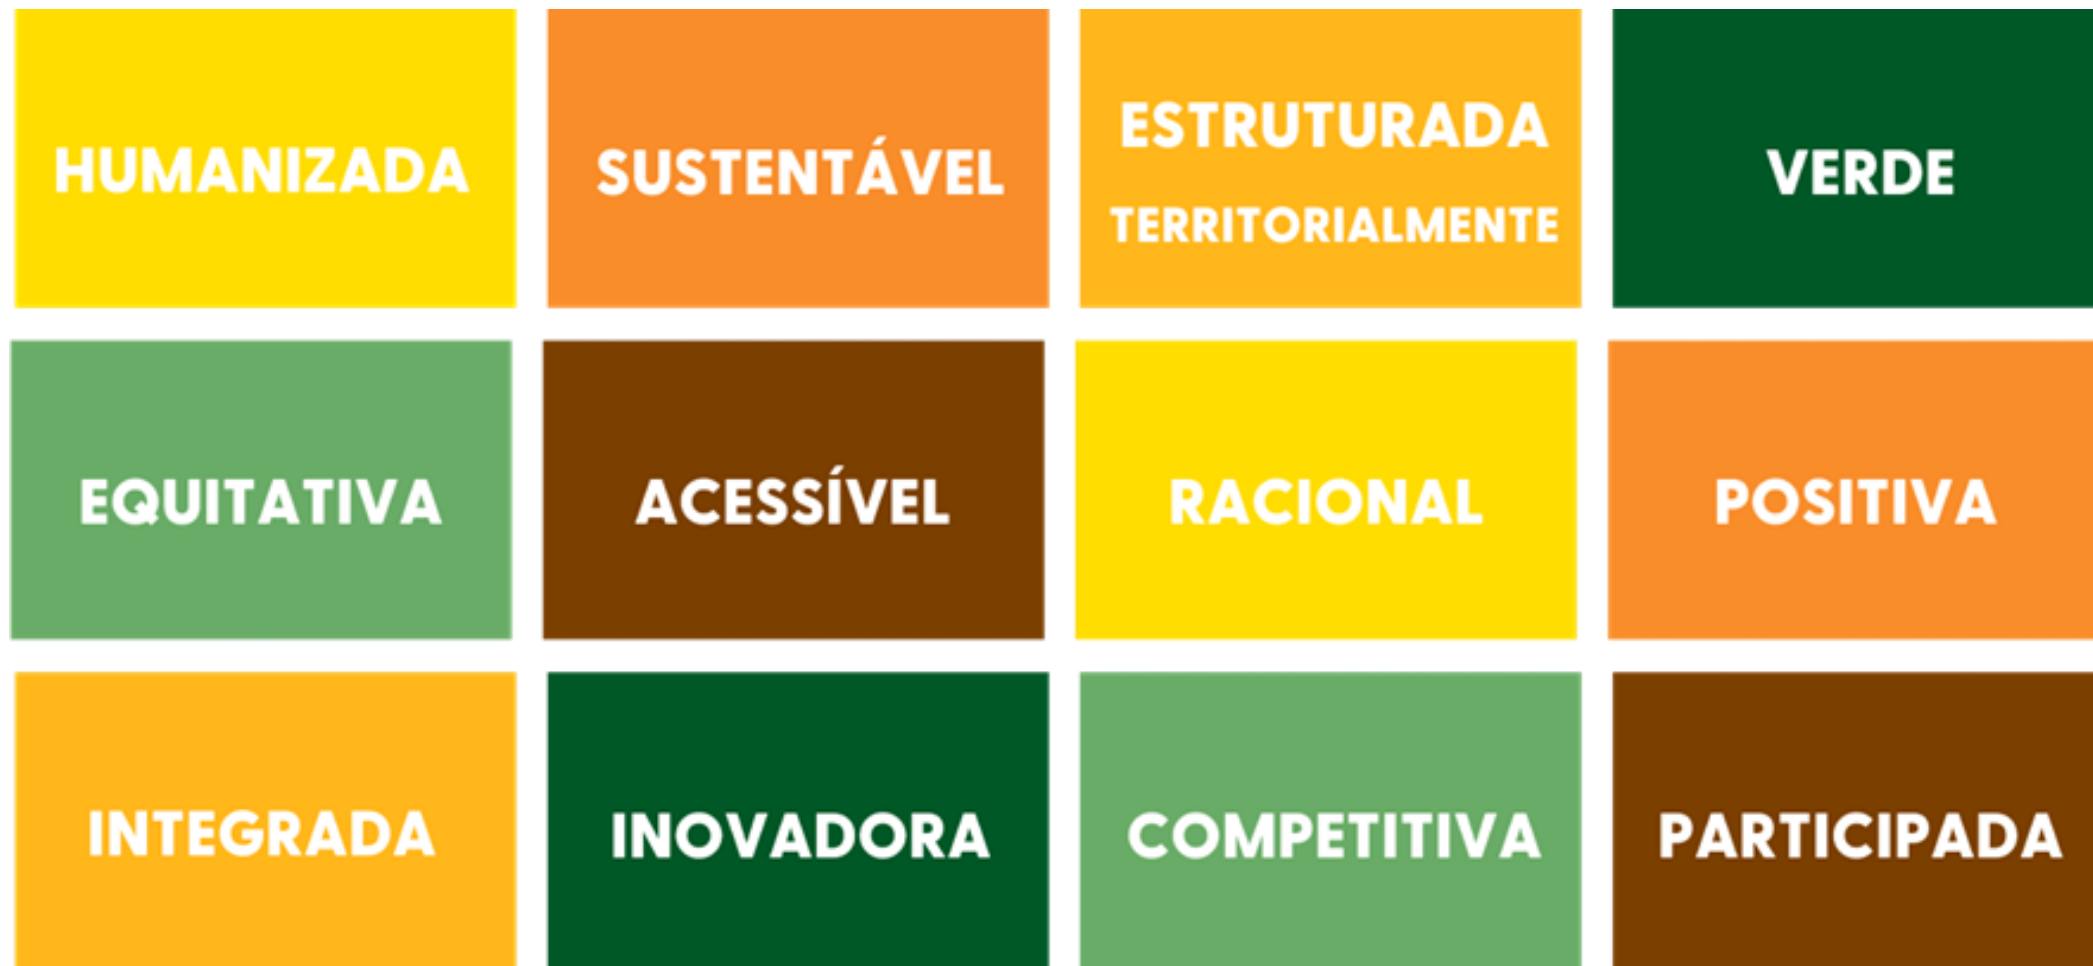 HUMANIZADA
SUSTENTÁVEL
ESTRUTURADA
TERRITORIALMENTE
VERDE
EQUITATIVA
ACESSÍVEL
RACIONAL
POSITIVA
INTEGRADA
INOVADORA
COMPETITIVA
PARTICIPADA